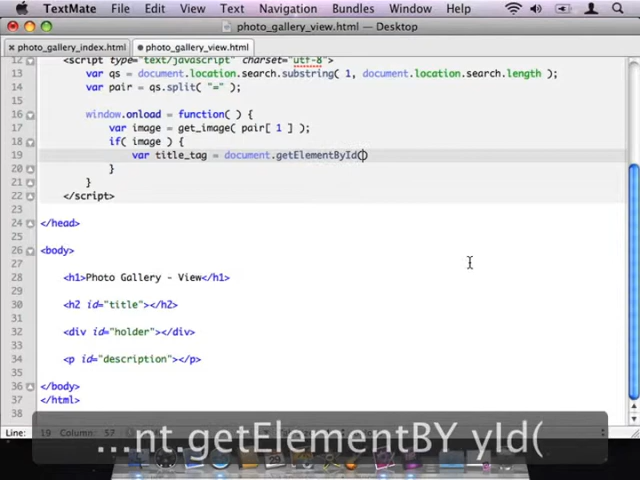 TextMate File Edit View Text Navigation Bundles Window Help
photo_gallery_view.html — Desktop
photo_gallery_index.html photo_gallery_view.html
12 <script type="text/javascript" charset="utf-8">
13 var qs = document.location.search.substring( 1, document.location.search.length );
14 var pair = qs.split( "=" );
15
16 window.onload = function( ) {
17 var image = get_image( pair[ 1 ] );
18 if( image ) {
19 var title_tag = document.getElementById()
20 }
21 }
22 </script>
23
24 </head>
25
26 <body>
27
28 <h1>Photo Gallery - View</h1>
29
30 <h2 id="title"></h2>
31
32 <div id="holder"></div>
33
34 <p id="description"></p>
35
36 </body>
37 </html>
38
Line: 19 Column: 57
...nt.getElementBY yId(